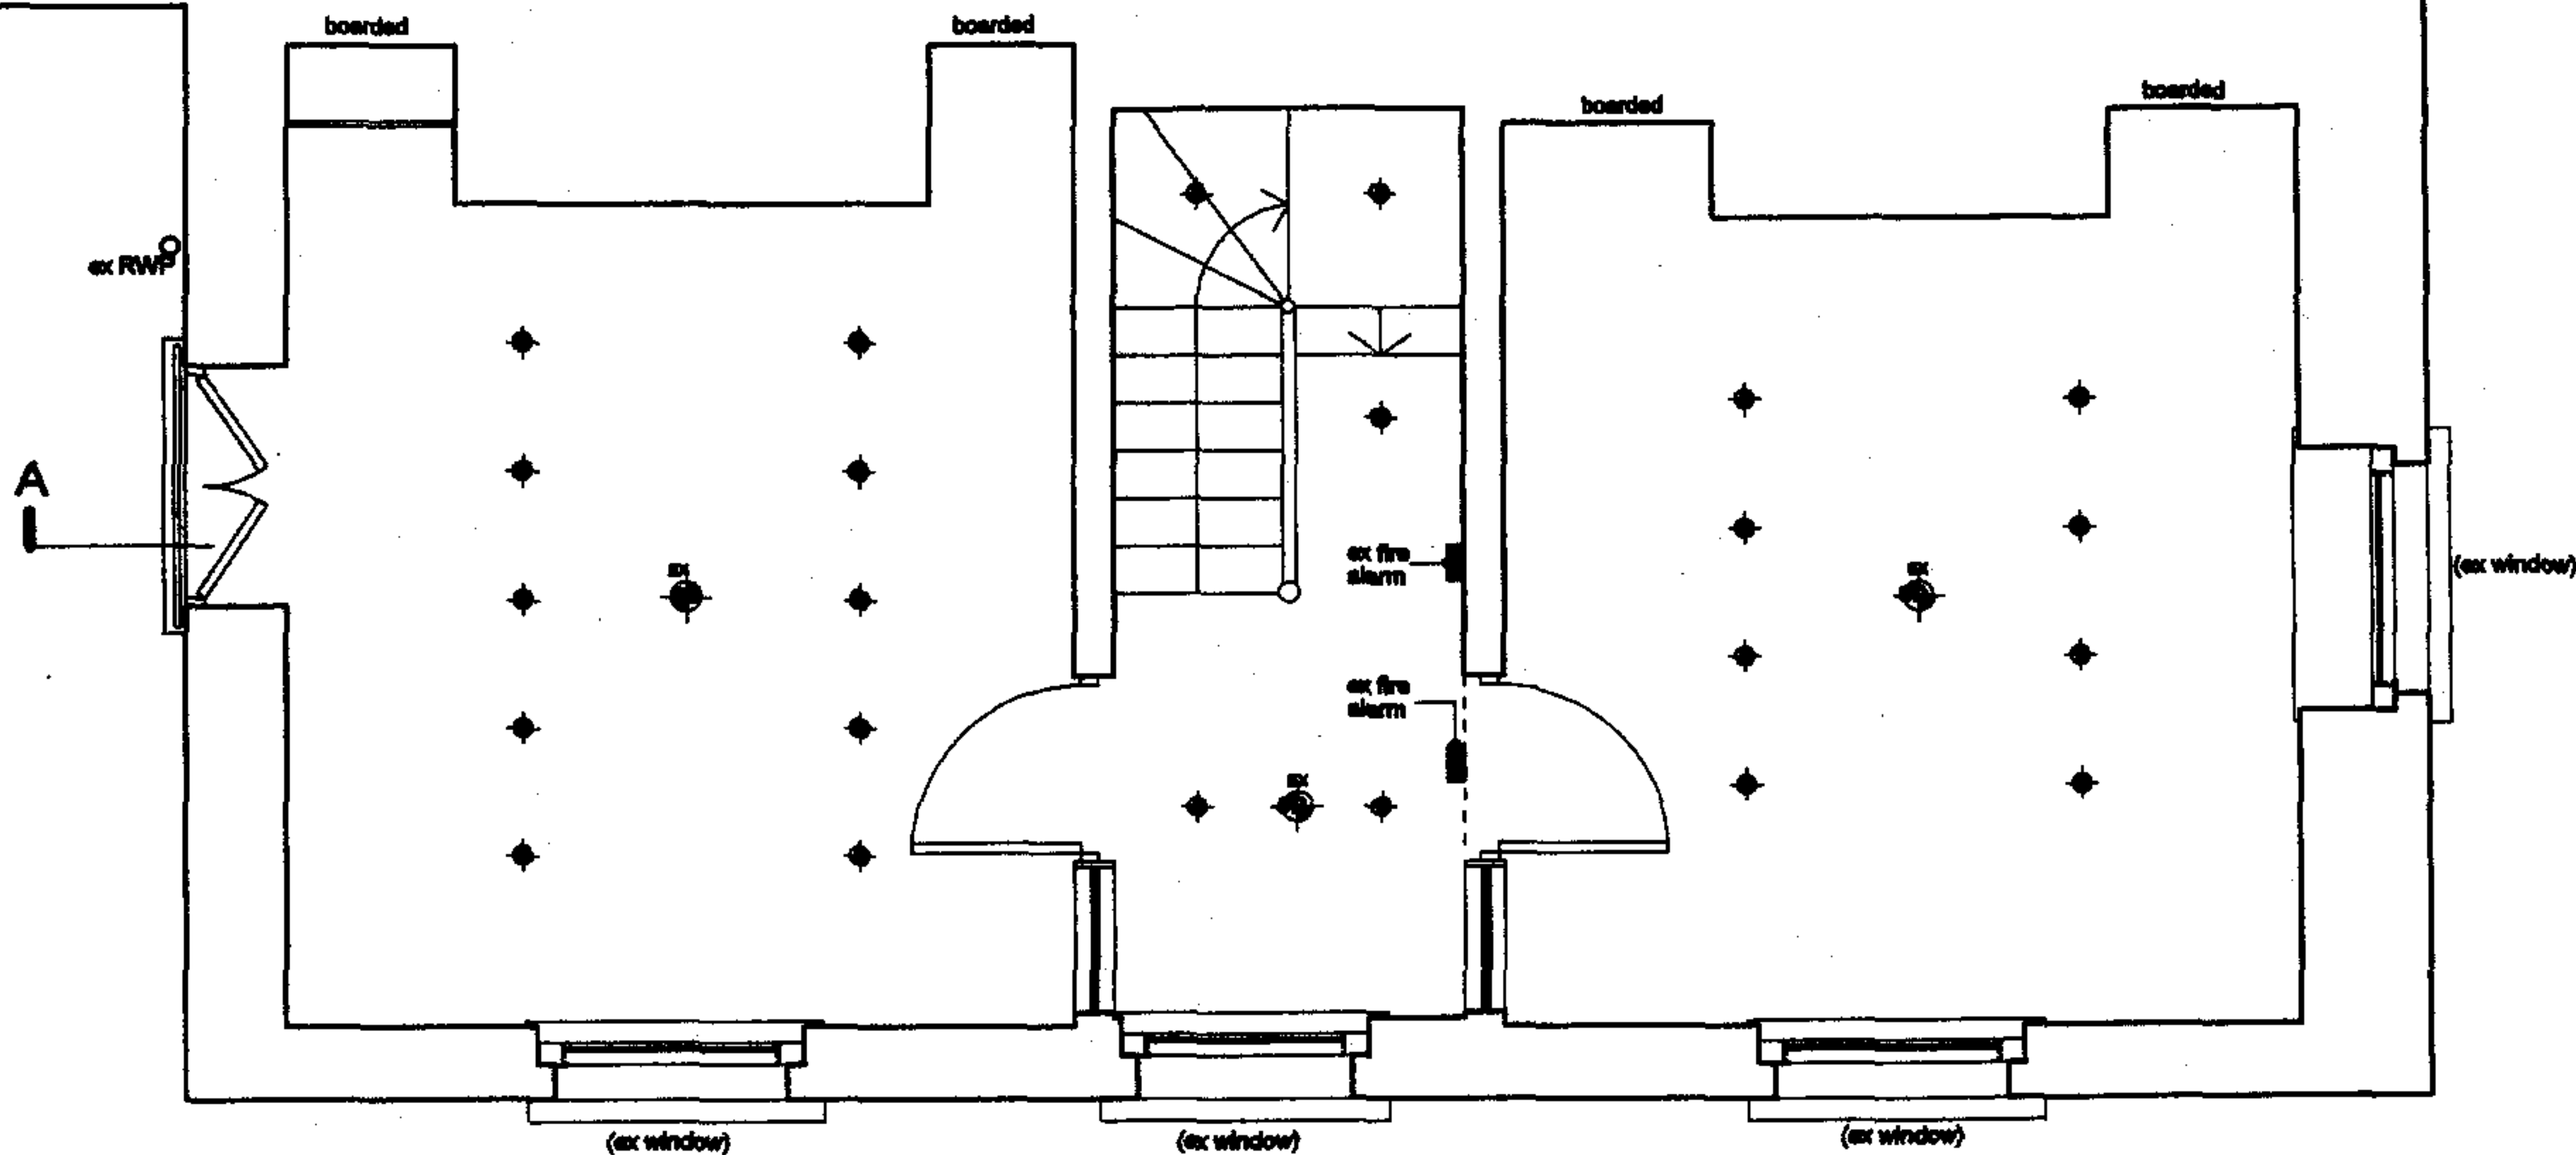 boarded
boarded
boarded
boarded
ex RWP
A
ex fire
alarm
ex
ex
(ex window)
ex fire
alarm
ex
(ex window)
(ex window)
(ex window)